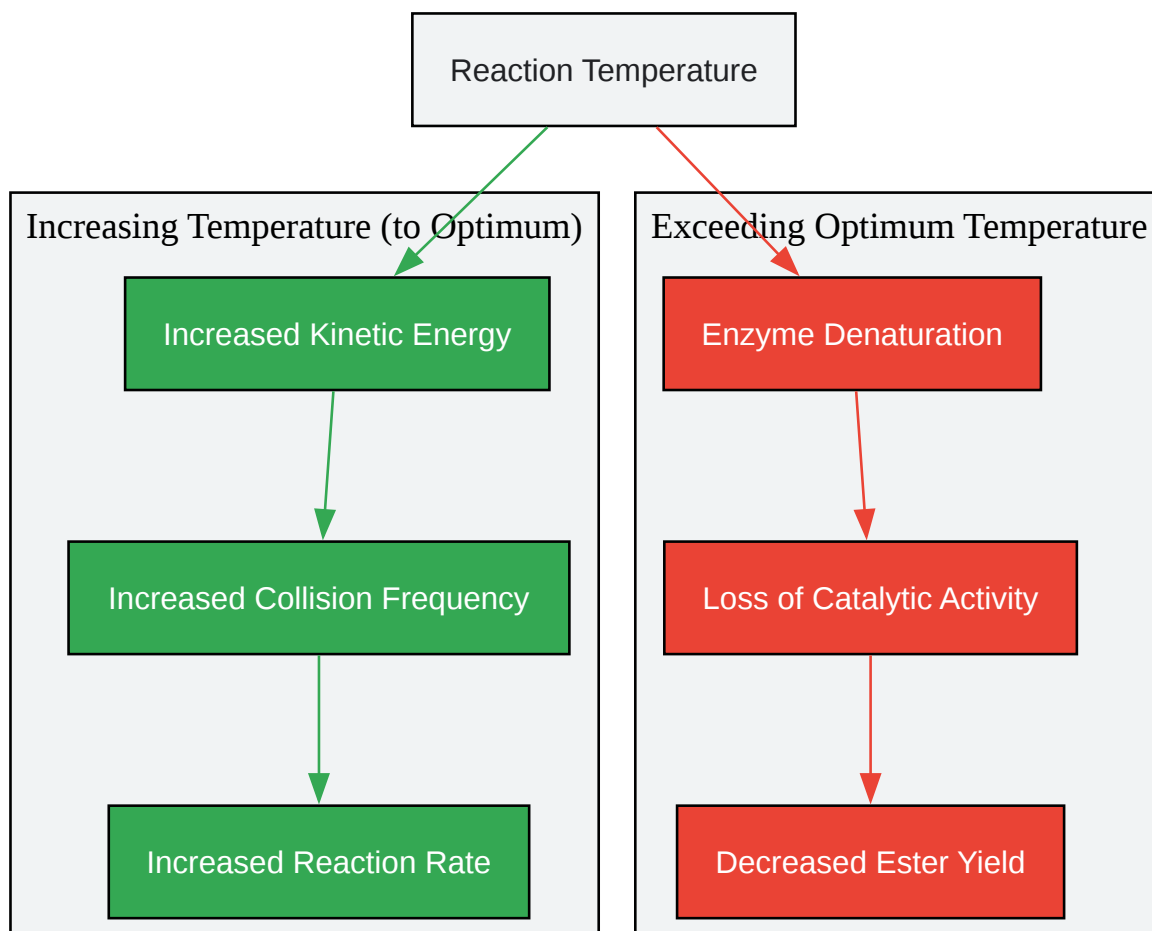 Reaction Temperature
Increasing Temperature (to Optimum)
Increased Kinetic Energy
Increased Collision Frequency
Increased Reaction Rate
Exceeding Optimum Temperature
Enzyme Denaturation
Loss of Catalytic Activity
Decreased Ester Yield